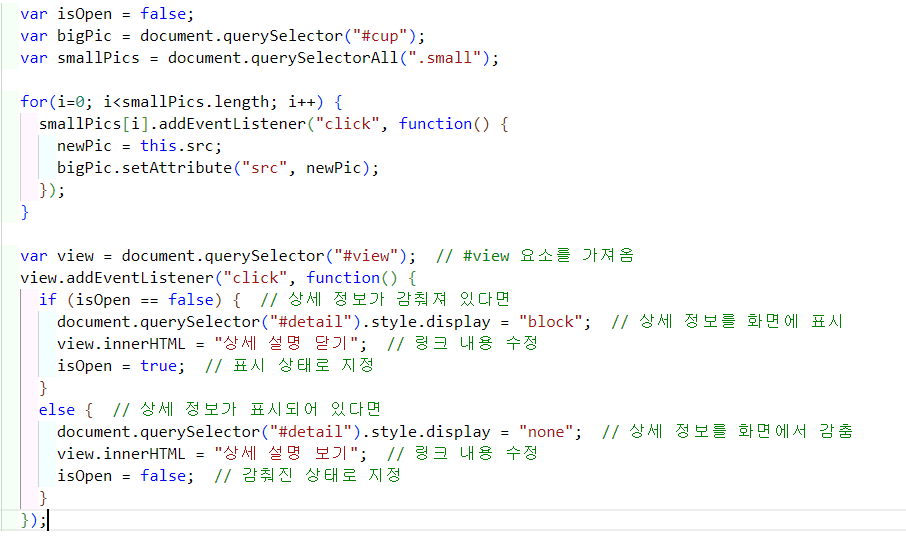 var isOpen = false;
var bigPic = document.querySelector("#cup");
var smallPics = document.querySelectorAll(".small");

for(i=0; i<smallPics.length; i++) {
  smallPics[i].addEventListener("click", function() {
    newPic = this.src;
    bigPic.setAttribute("src", newPic);
  });
}

var view = document.querySelector("#view");  // #view 요소를 가져옴
view.addEventListener("click", function() {
  if (isOpen == false) {  // 상세 정보가 감춰져 있다면
    document.querySelector("#detail").style.display = "block";  // 상세 정보를 화면에 표시
    view.innerHTML = "상세 설명 닫기";  // 링크 내용 수정
    isOpen = true;  // 표시 상태로 지정
  }
  else {  // 상세 정보가 표시되어 있다면
    document.querySelector("#detail").style.display = "none";  // 상세 정보를 화면에서 감춤
    view.innerHTML = "상세 설명 보기";  // 링크 내용 수정
    isOpen = false;  // 감춰진 상태로 지정
  }
});